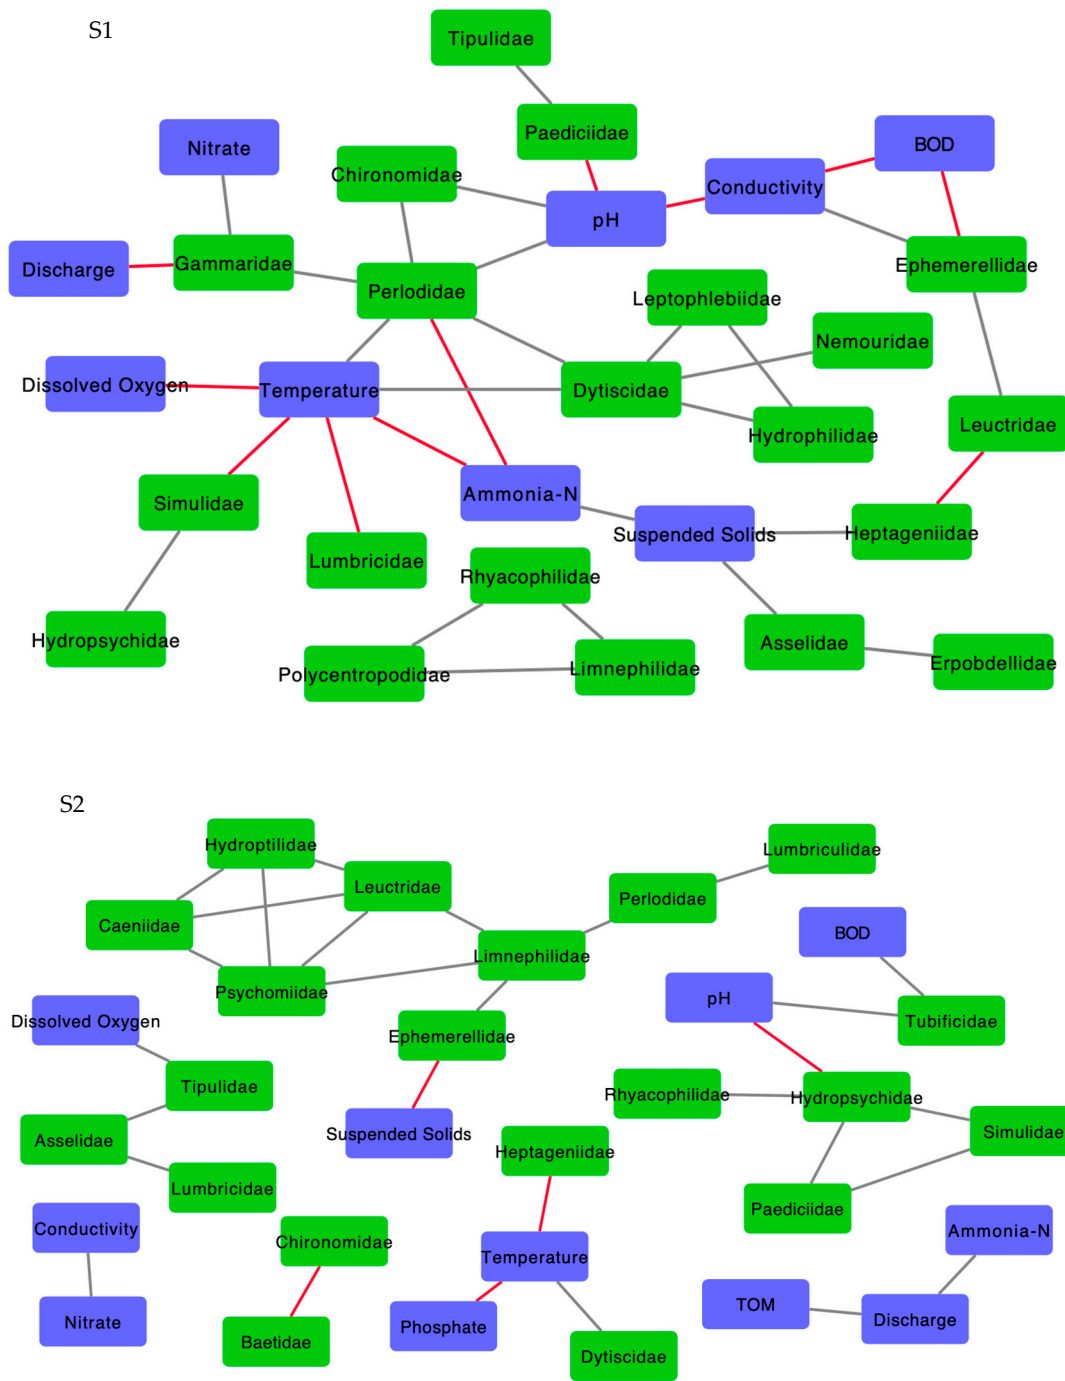 S1
Tipulidae
Paediciidae
Nitrate
BOD
Chironomidae
Conductivity
pH
Discharge
Gammaridae
Ephemerellidae
Perlodidae
Leptophlebiidae
Nemouridae
Dissolved Oxygen
Temperature
Dytiscidae
Leuctridae
Hydrophilidae
Simulidae
Ammonia-N
Suspended Solids
Heptageniidae
Lumbricidae
Rhyacophilidae
Hydropsychidae
Asselidae
Polycentropodidae
Limnephilidae
Erpobdellidae
S2
Hydroptilidae
Lumbriculidae
Leuctridae
Perlodidae
Caeniidae
BOD
Limnephilidae
Psychomiidae
pH
Dissolved Oxygen
Tubificidae
Ephemerellidae
Tipulidae
Rhyacophilidae
Hydropsychidae
Asselidae
Suspended Solids
Simulidae
Heptageniidae
Lumbricidae
Paediciidae
Conductivity
Ammonia-N
Chironomidae
Temperature
TOM
Nitrate
Phosphate
Discharge
Baetidae
Dytiscidae